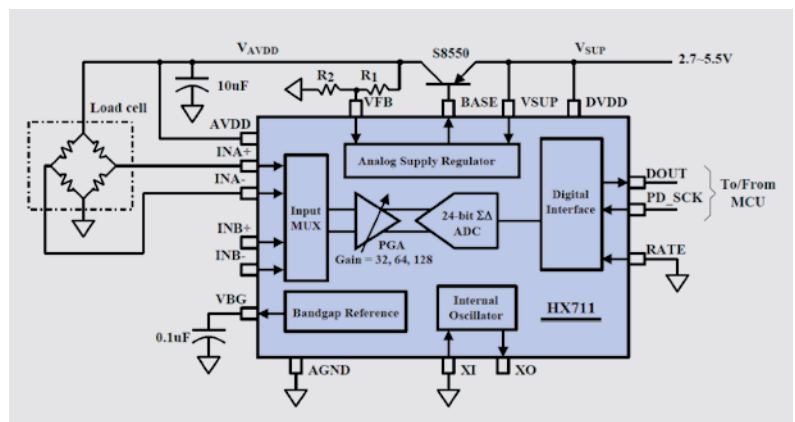 S8550
V_AVDD
V_SUP
2.7~5.5V
10uF
R2
R1
Load cell
VFB
BASE
VSUP
DVDD
AVDD
INA+
INA-
INB+
INB-
Analog Supply Regulator
Input
MUX
PGA
Gain = 32, 64, 128
24-bit ΣΔ
ADC
Digital
Interface
DOUT
PD_SCK
To/From
MCU
RATE
VBG
0.1uF
Bandgap Reference
Internal
Oscillator
HX711
AGND
XI
XO